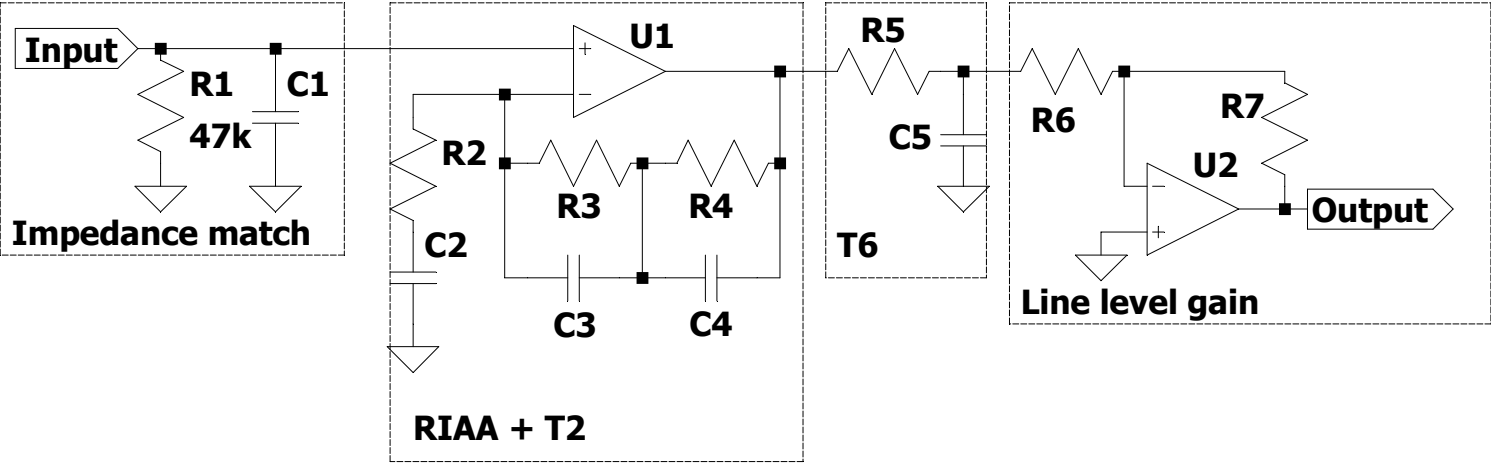 Input
R1
47k
C1
Impedance match
U1
R2
C2
R3
R4
C3
C4
RIAA + T2
R5
C5
T6
R6
R7
U2
Output
Line level gain